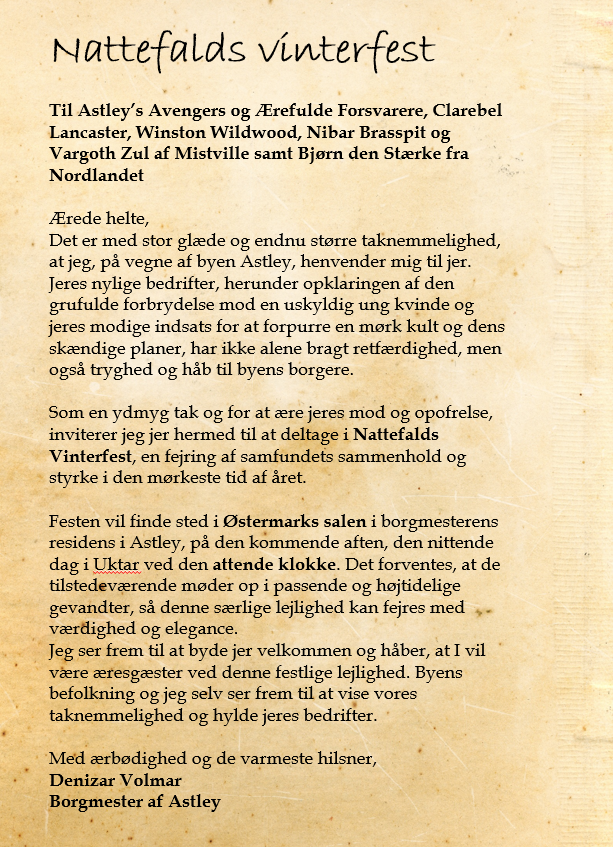 Nattefalds vinterfest
Til Astley’s Avengers og Ærefulde Forsvarere, Clarebel
Lancaster, Winston Wildwood, Nibar Brasspit og
Vargoth Zul af Mistville samt Bjørn den Stærke fra
Nordlandet
Ærede helte,
Det er med stor glæde og endnu større taknemmelighed,
at jeg, på vegne af byen Astley, henvender mig til jer.
Jeres nylige bedrifter, herunder opklaringen af den
grufulde forbrydelse mod en uskyldig ung kvinde og
jeres modige indsats for at forpurre en mørk kult og dens
skændige planer, har ikke alene bragt retfærdighed, men
også tryghed og håb til byens borgere.
Som en ydmyg tak og for at ære jeres mod og opofrelse,
inviterer jeg jer hermed til at deltage i Nattefalds
Vinterfest, en fejring af samfundets sammenhold og
styrke i den mørkeste tid af året.
Festen vil finde sted i Østermarks salen i borgmesterens
residens i Astley, på den kommende aften, den nittende
dag i Uktar ved den attende klokke. Det forventes, at de
tilstedeværende møder op i passende og højtidelige
gevandter, så denne særlige lejlighed kan fejres med
værdighed og elegance.
Jeg ser frem til at byde jer velkommen og håber, at I vil
være æresgæster ved denne festlige lejlighed. Byens
befolkning og jeg selv ser frem til at vise vores
taknemmelighed og hylde jeres bedrifter.
Med ærbødighed og de varmeste hilsner,
Denizar Volmar
Borgmester af Astley